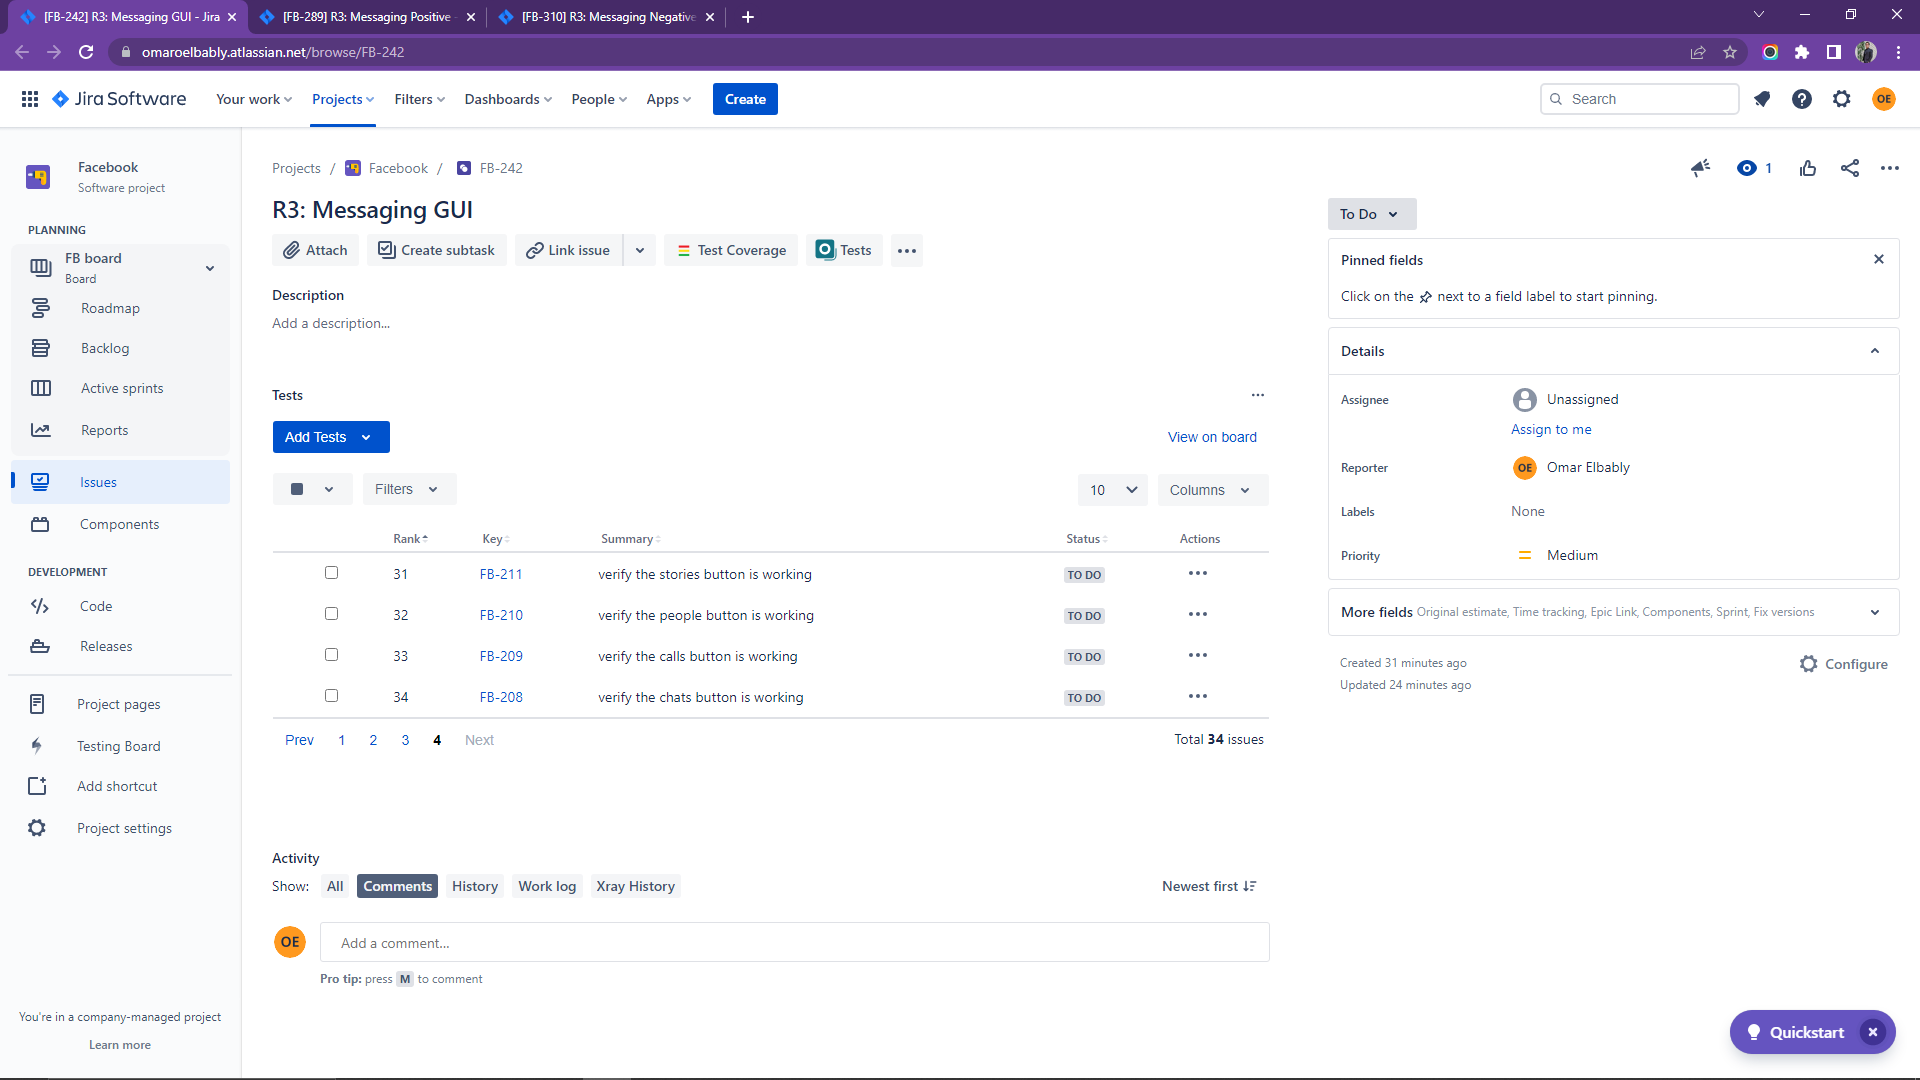 [FB-242] R3: Messaging GUI - Jira
[FB-289] R3: Messaging Positive -
[FB-310] R3: Messaging Negative
omaroelbably.atlassian.net/browse/FB-242
Jira Software
Your work
Projects
Filters
Dashboards
People
Apps
Create
Search
OE
Facebook
Software project
PLANNING
FB board
Board
Roadmap
Backlog
Active sprints
Reports
Issues
Components
DEVELOPMENT
Code
Releases
Project pages
Testing Board
Add shortcut
Project settings
You're in a company-managed project
Learn more
Projects / Facebook / FB-242
1
R3: Messaging GUI
Attach
Create subtask
Link issue
Test Coverage
Tests
Description
Add a description...
Tests
Add Tests
View on board
Filters
10
Columns
Rank Key Summary Status Actions
31 FB-211 verify the stories button is working TO DO
32 FB-210 verify the people button is working TO DO
33 FB-209 verify the calls button is working TO DO
34 FB-208 verify the chats button is working TO DO
Prev 1 2 3 4 Next
Total 34 issues
Activity
Show: All Comments History Work log Xray History
Newest first
OE
Add a comment...
Pro tip: press M to comment
To Do
Pinned fields
Click on the next to a field label to start pinning.
Details
Assignee Unassigned
Assign to me
Reporter OE Omar Elbably
Labels None
Priority Medium
More fields Original estimate, Time tracking, Epic Link, Components, Sprint, Fix versions
Created 31 minutes ago
Updated 24 minutes ago
Configure
Quickstart